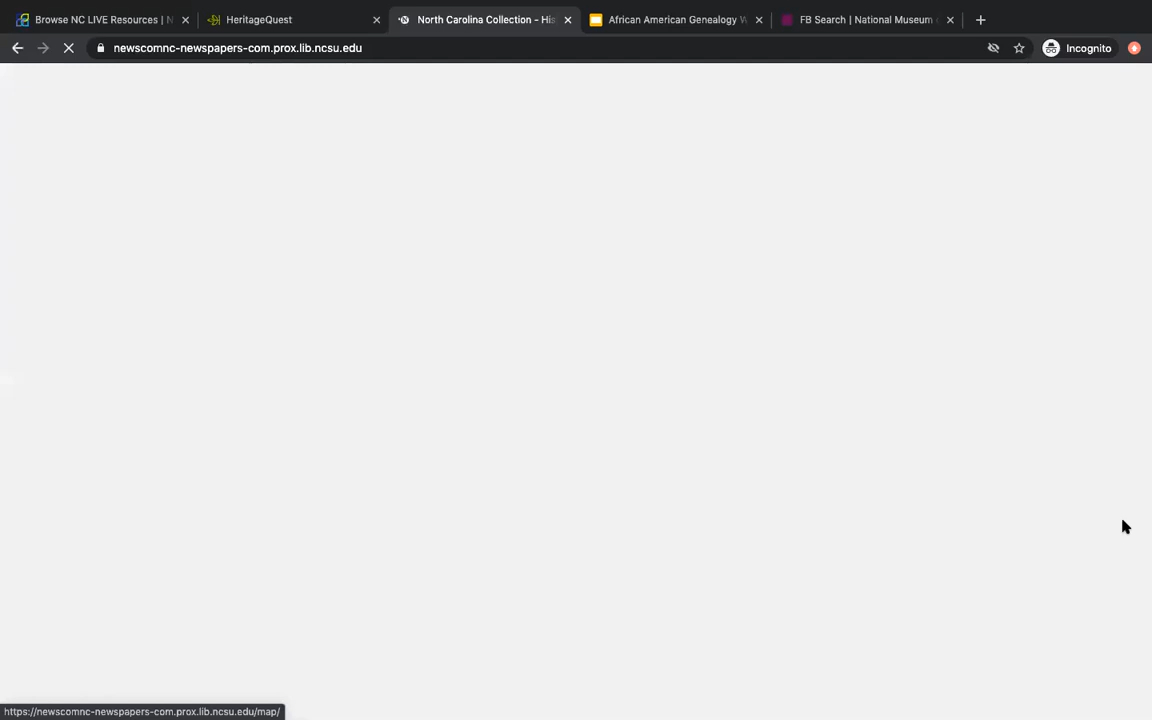 Browse NC LIVE Resources | N
HeritageQuest
North Carolina Collection - His
African American Genealogy W
FB Search | National Museum
newscomnc-newspapers-com.prox.lib.ncsu.edu
Incognito
https://newscomnc-newspapers-com.prox.lib.ncsu.edu/map/